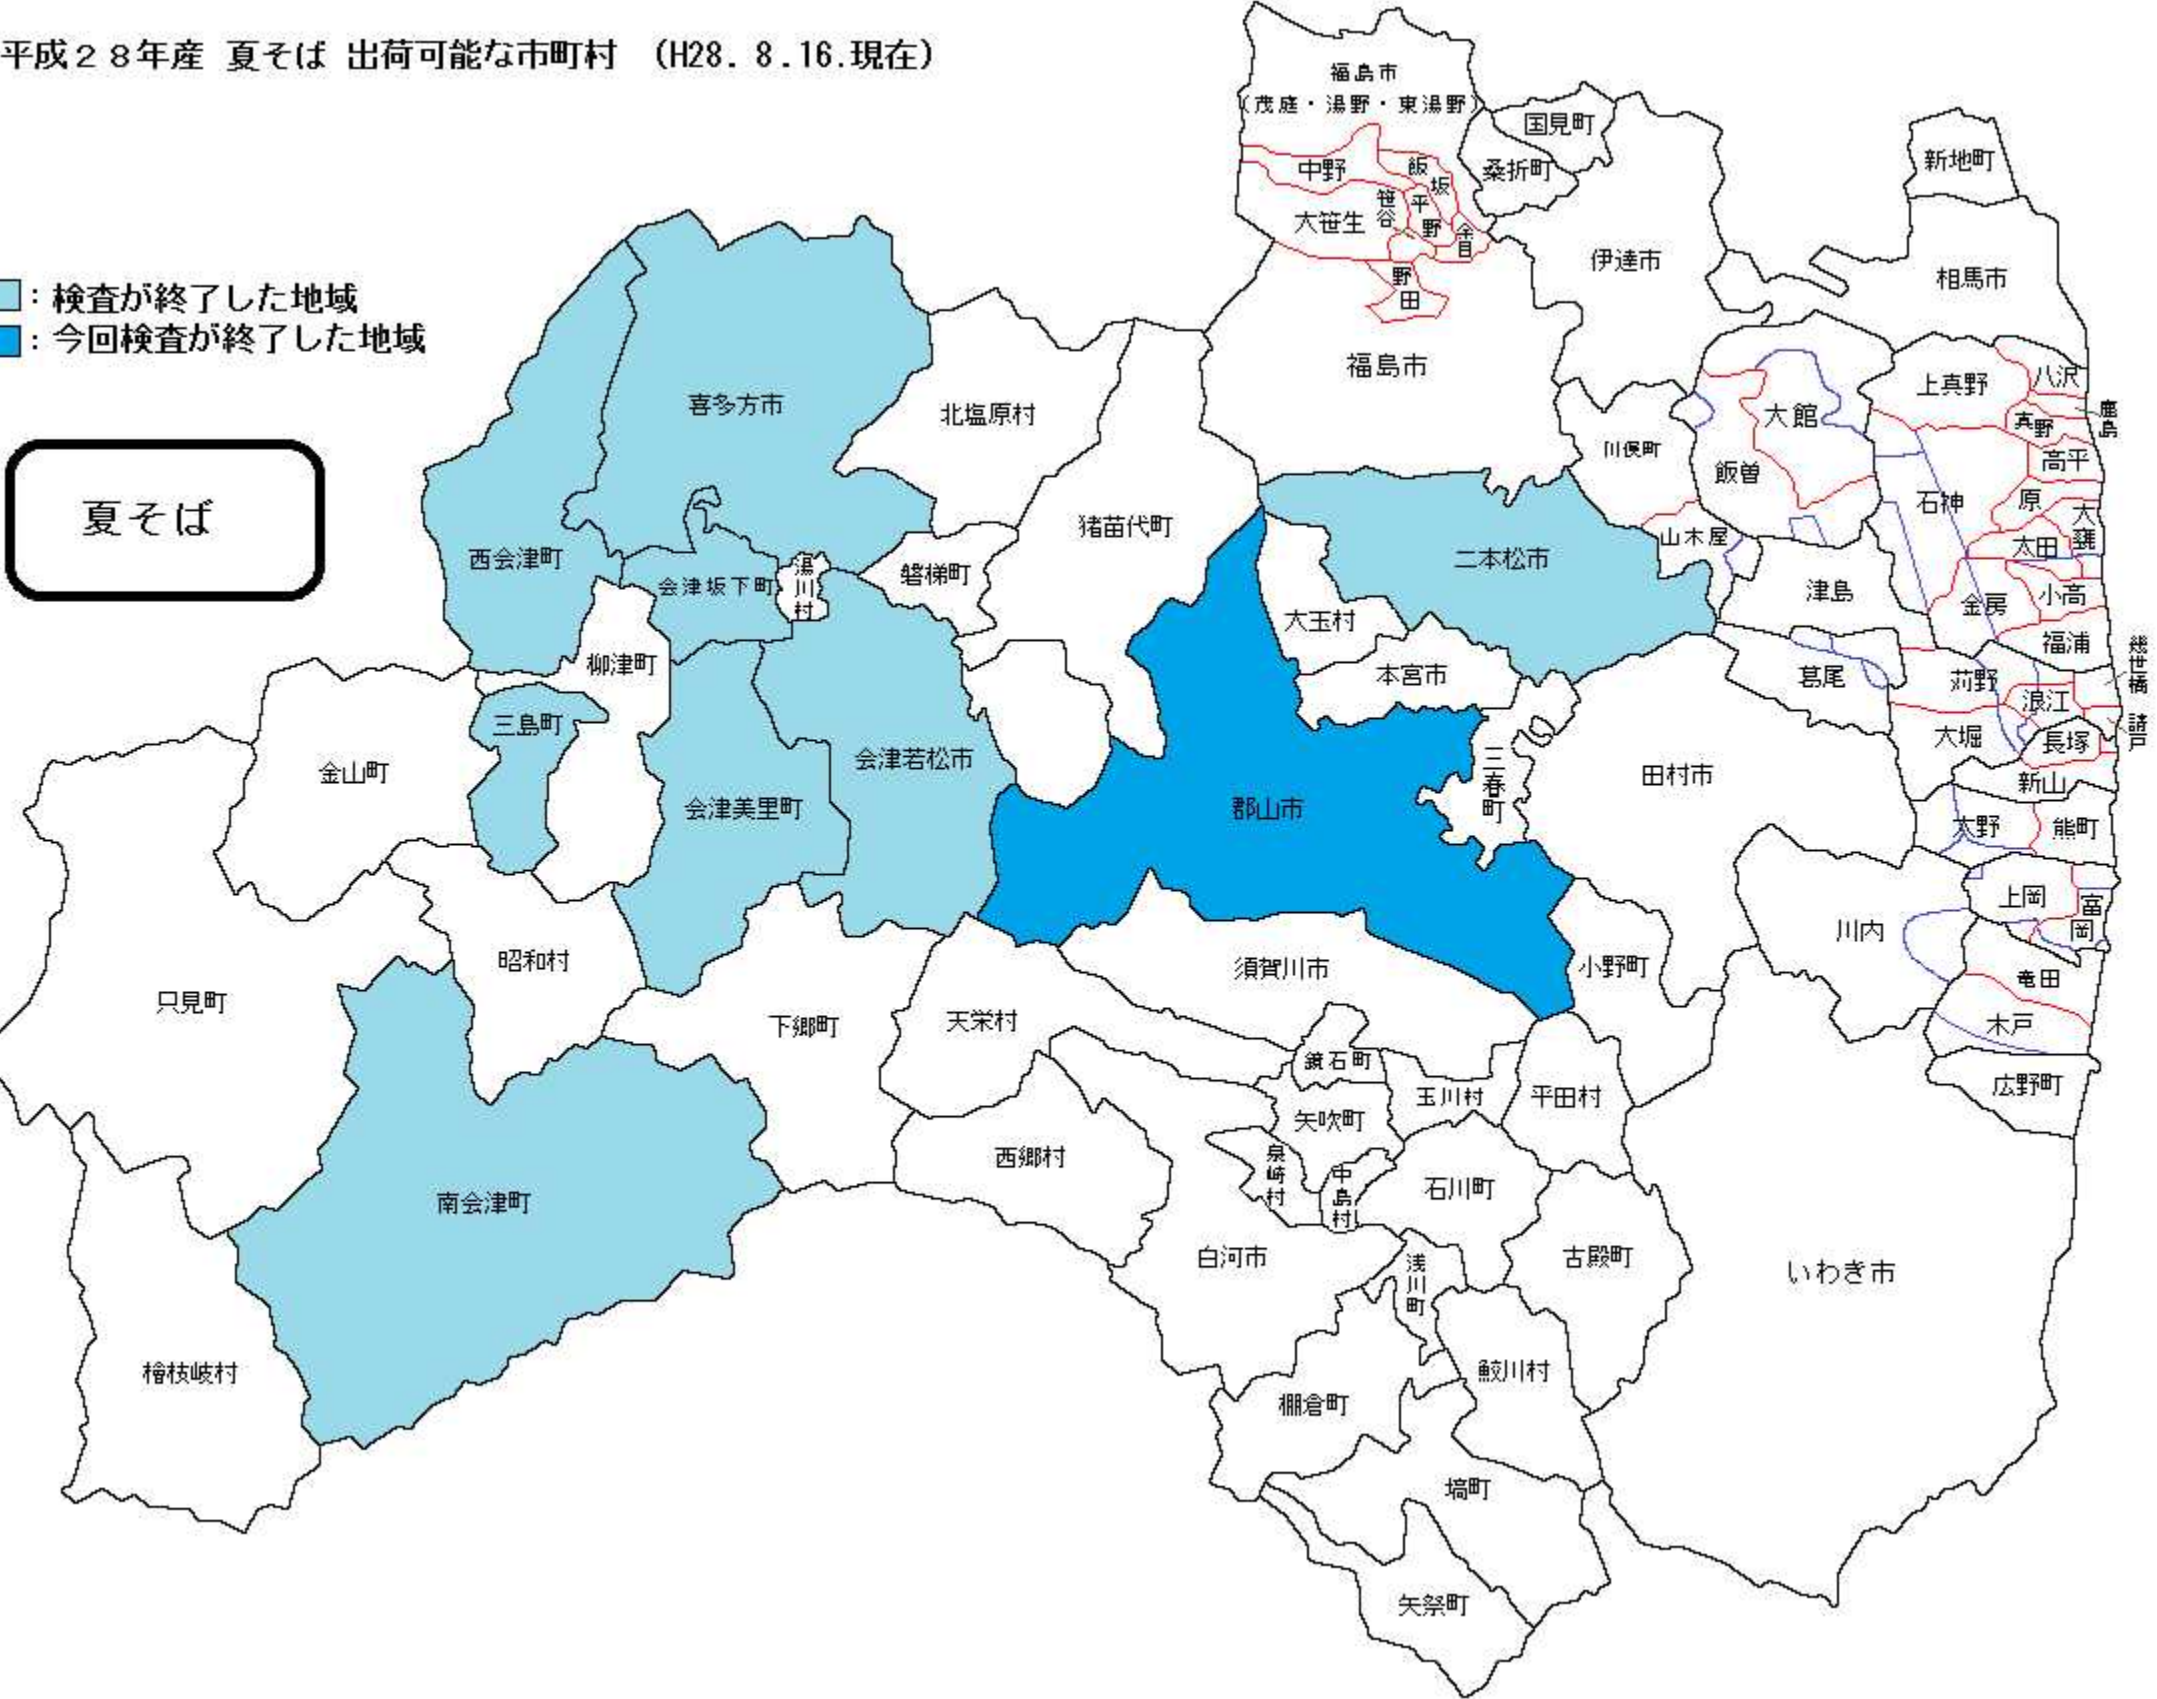 平成２８年産 夏そば 出荷可能な市町村 （H28. 8.16.現在）
：検査が終了した地域
：今回検査が終了した地域
夏そば
福島市
（茂庭・湯野・東湯野）
中野
飯坂
笹谷
平野
大笹生
余目
野田
国見町
桑折町
伊達市
新地町
相馬市
福島市
川俣町
山木屋
大館
飯曽
上真野
八沢
鹿島
真野
高平
石神
原
大甕
太田
小高
金房
福浦
津島
葛尾
苅野
幾世橋
浪江
請戸
大堀
長塚
新山
大野
熊町
上岡
富岡
川内
竜田
木戸
広野町
喜多方市
北塩原村
猪苗代町
西会津町
会津坂下町
湯川村
磐梯町
二本松市
大玉村
本宮市
柳津町
三島町
金山町
会津美里町
会津若松市
郡山市
三春町
田村市
小野町
昭和村
只見町
下郷町
天栄村
須賀川市
鏡石町
玉川村
平田村
矢吹町
西郷村
泉崎村
中島村
石川町
南会津町
白河市
浅川町
古殿町
いわき市
檜枝岐村
棚倉町
鮫川村
塙町
矢祭町